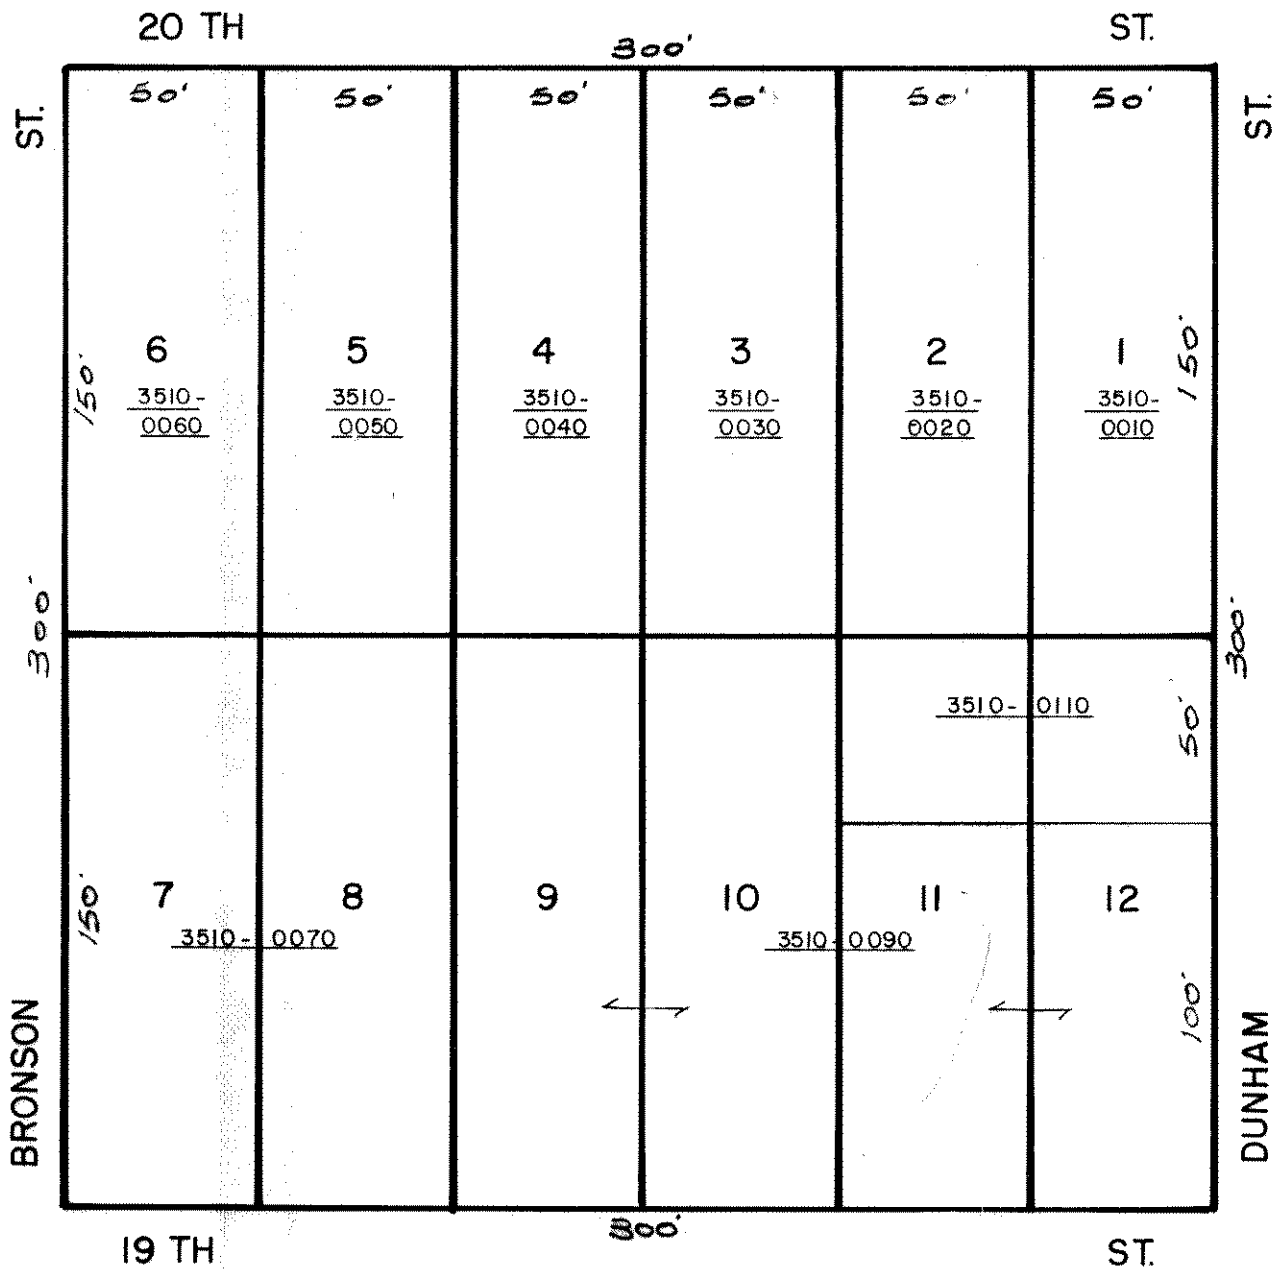 20 TH ST.
300'
50' 50' 50' 50' 50' 50'
ST. ST.
6 5 4 3 2 1
150' 150'
3510- 3510- 3510- 3510- 3510- 3510-
0060 0050 0040 0030 0020 0010
300' 300'
3510-0110
50'
7 8 9 10 11 12
150'
3510-0070 3510-0090
100'
BRONSON DUNHAM
300'
19 TH ST.